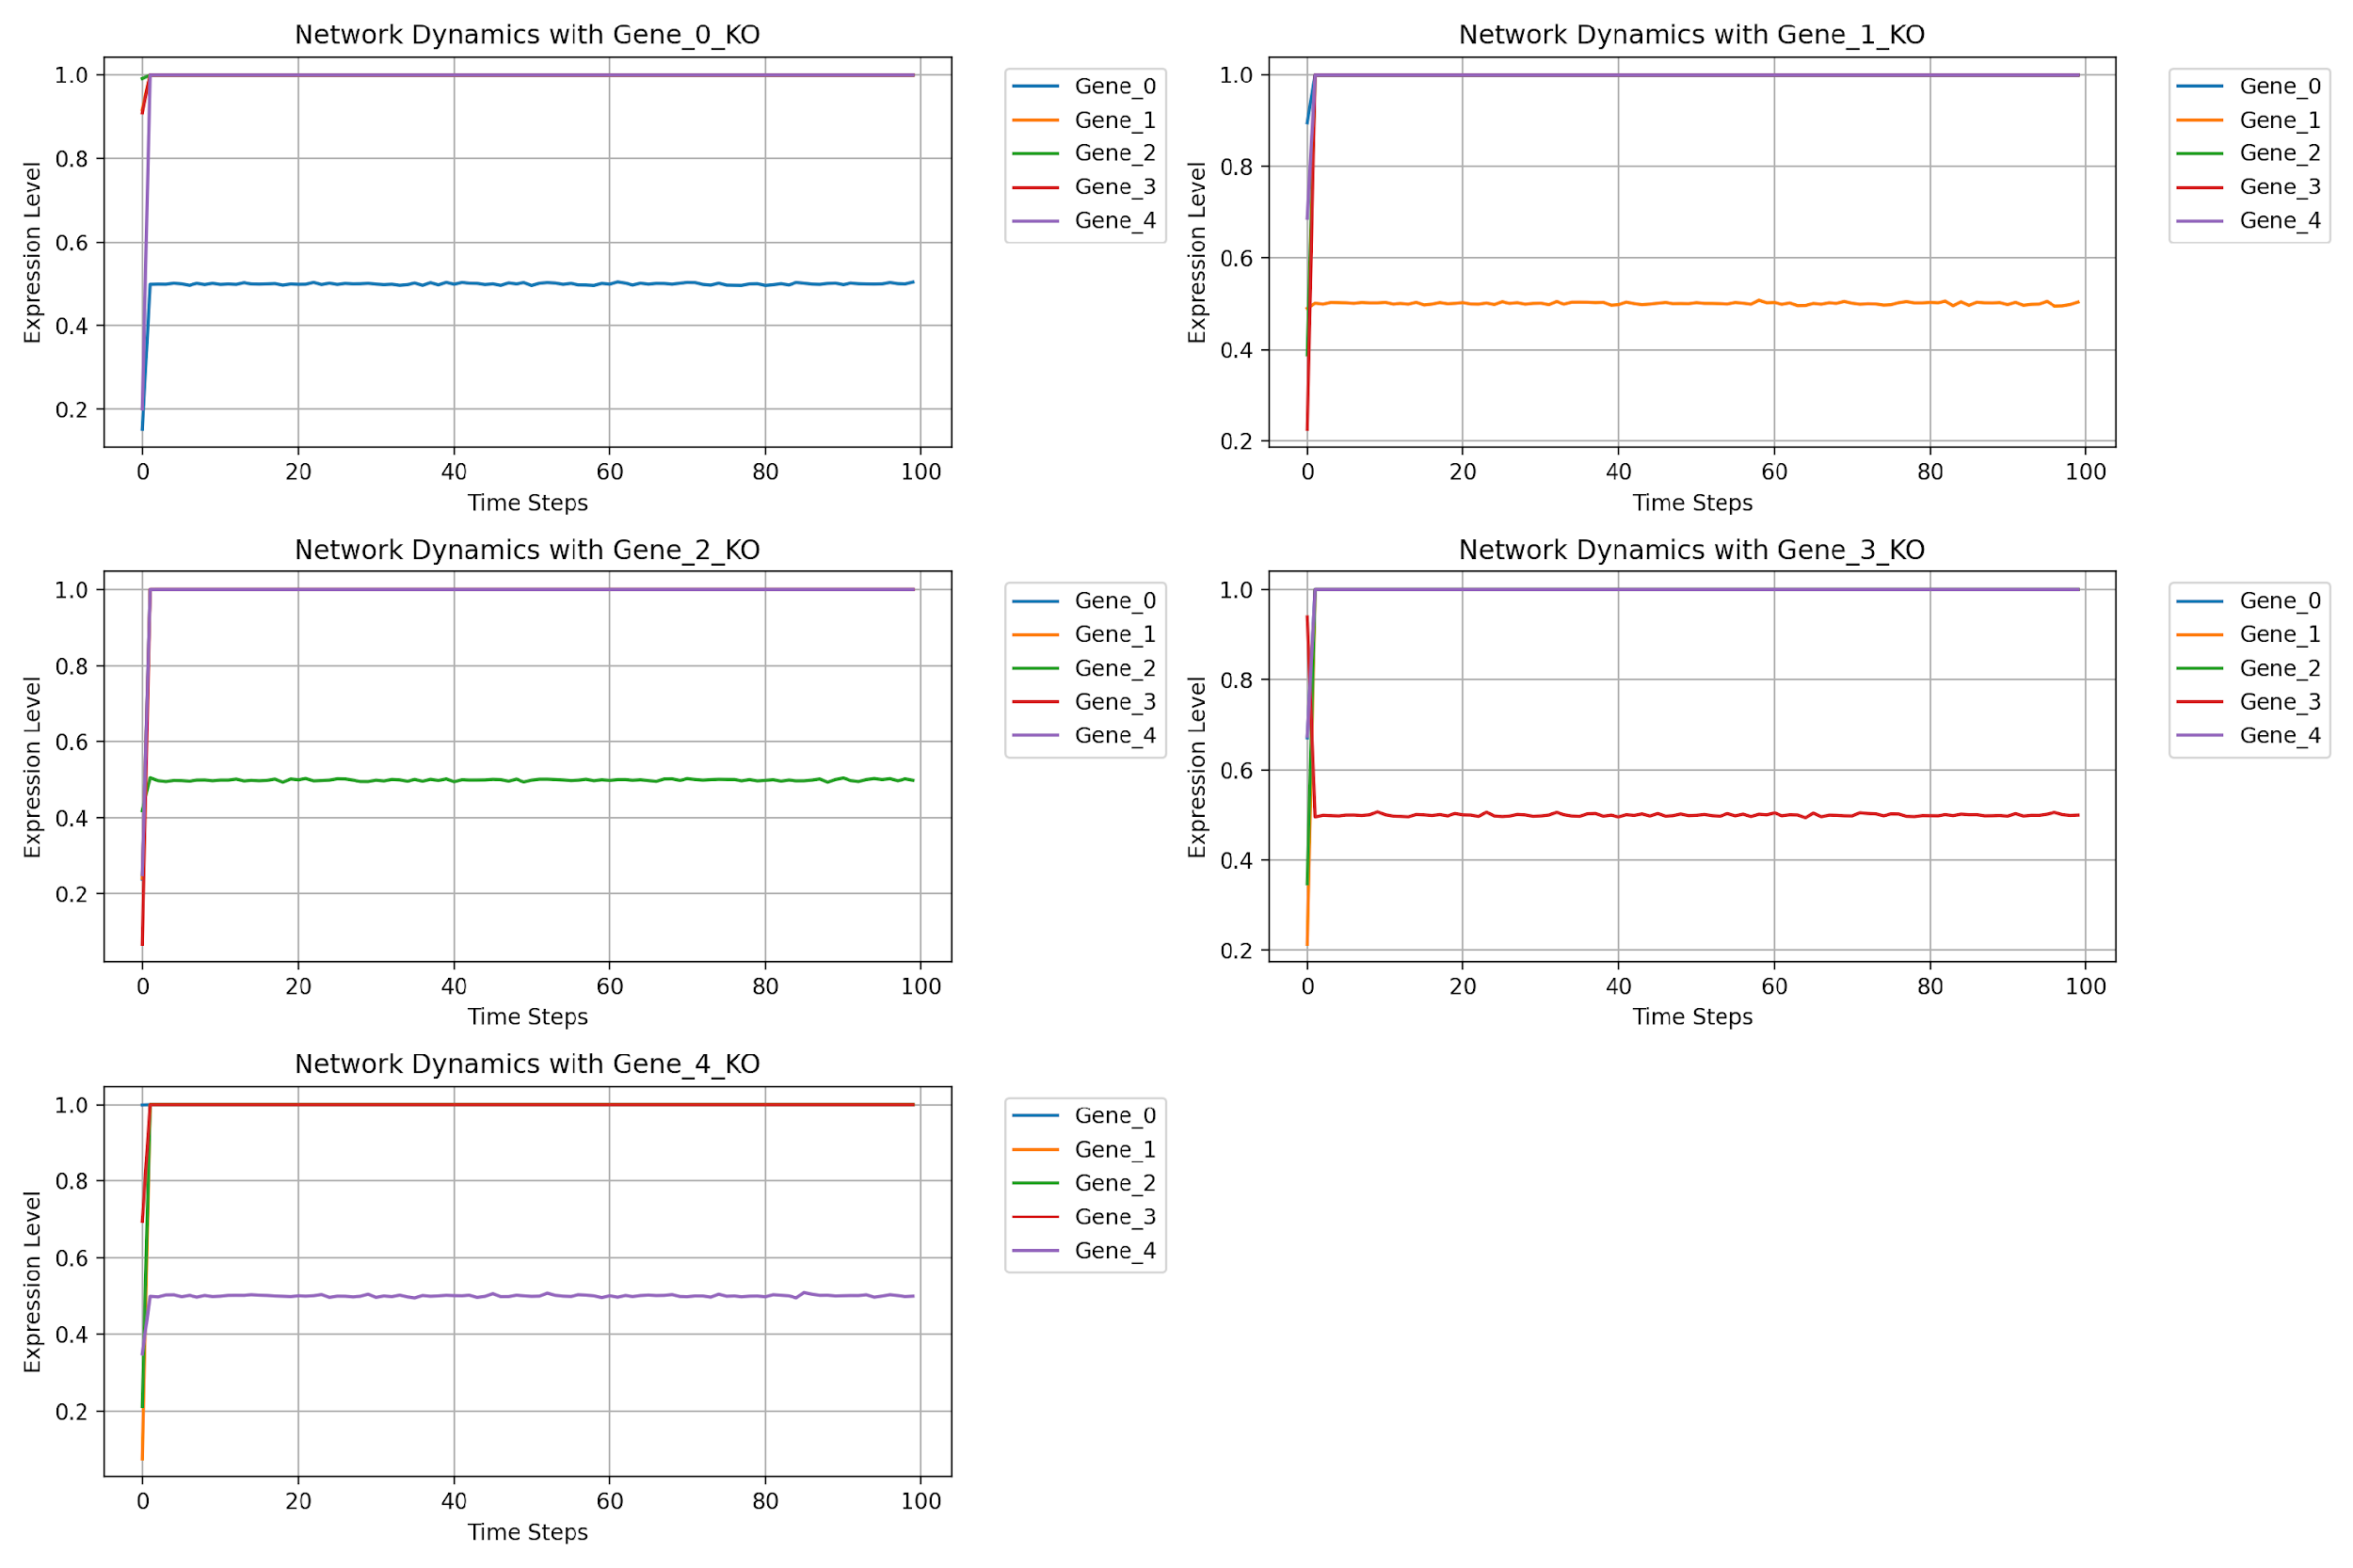 Network Dynamics with Gene_0_KO
Expression Level
1.0
0.8
0.6
0.4
0.2
0 20 40 60 80 100
Time Steps
Gene_0
Gene_1
Gene_2
Gene_3
Gene_4
Network Dynamics with Gene_1_KO
Expression Level
1.0
0.8
0.6
0.4
0.2
0 20 40 60 80 100
Time Steps
Gene_0
Gene_1
Gene_2
Gene_3
Gene_4
Network Dynamics with Gene_2_KO
Expression Level
1.0
0.8
0.6
0.4
0.2
0 20 40 60 80 100
Time Steps
Gene_0
Gene_1
Gene_2
Gene_3
Gene_4
Network Dynamics with Gene_3_KO
Expression Level
1.0
0.8
0.6
0.4
0.2
0 20 40 60 80 100
Time Steps
Gene_0
Gene_1
Gene_2
Gene_3
Gene_4
Network Dynamics with Gene_4_KO
Expression Level
1.0
0.8
0.6
0.4
0.2
0 20 40 60 80 100
Time Steps
Gene_0
Gene_1
Gene_2
Gene_3
Gene_4